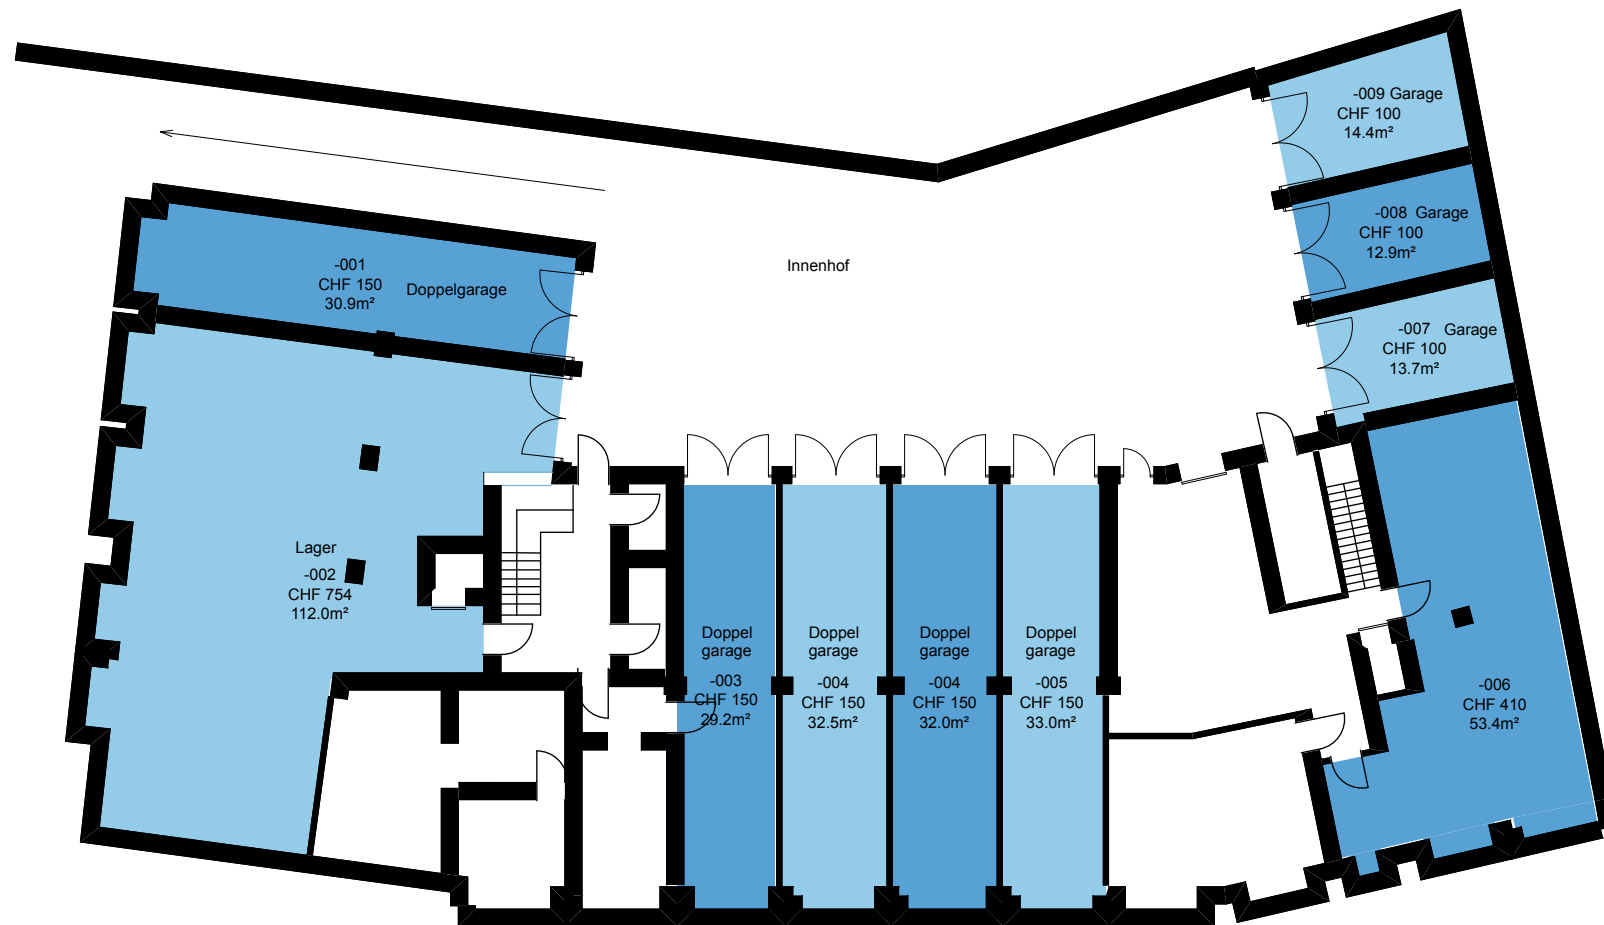 -009 Garage
CHF 100
14.4m²
-008 Garage
CHF 100
12.9m²
-007 Garage
CHF 100
13.7m²
Innenhof
-001
CHF 150
30.9m²
Doppelgarage
Lager
-002
CHF 754
112.0m²
Doppel
garage
-003
CHF 150
29.2m²
Doppel
garage
-004
CHF 150
32.5m²
Doppel
garage
-004
CHF 150
32.0m²
Doppel
garage
-005
CHF 150
33.0m²
-006
CHF 410
53.4m²